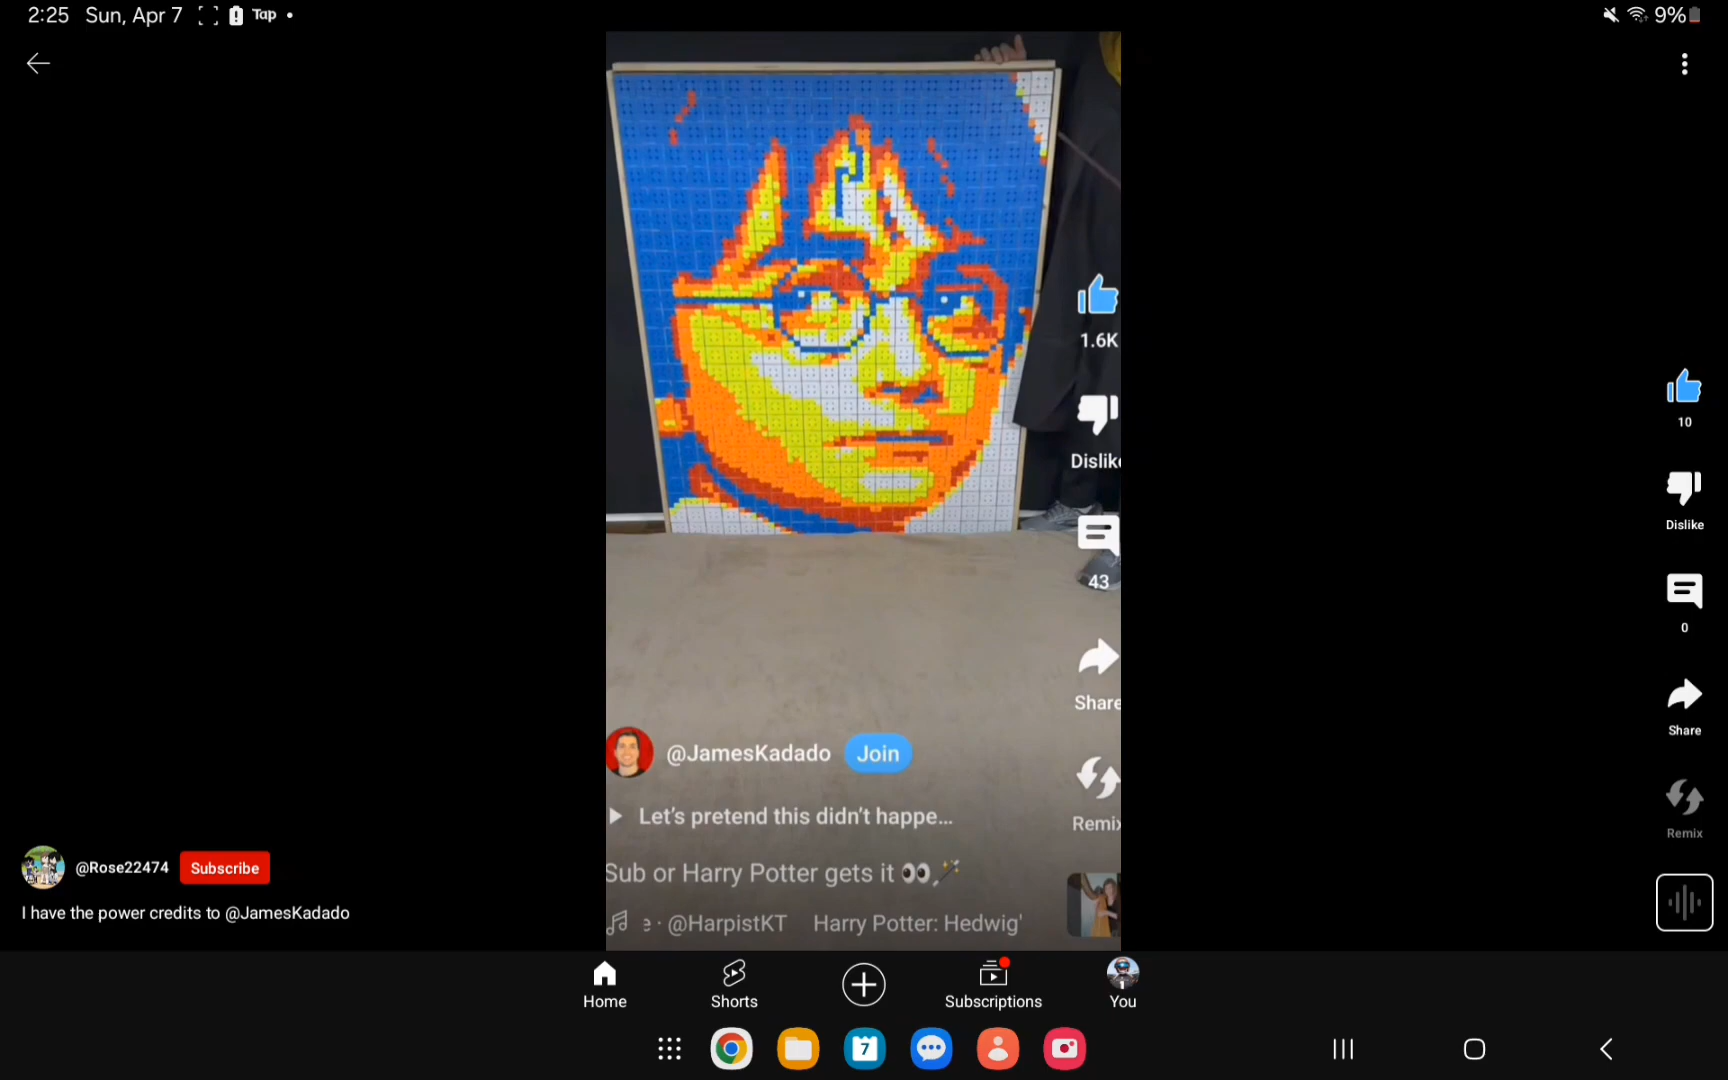 2:25 Sun, Apr 7 Tap
9%
1.6K
Dislike
43
Share
Remix
@JamesKadado Join
Let's pretend this didn't happe...
Sub or Harry Potter gets it 👀🪄
e · @HarpistKT Harry Potter: Hedwig'
10
Dislike
0
Share
Remix
@Rose22474 Subscribe
I have the power credits to @JamesKadado
Home Shorts Subscriptions You
7